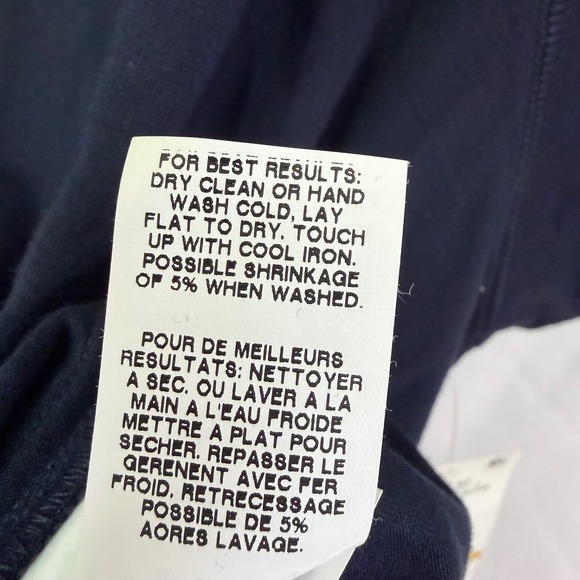 FOR BEST RESULTS:
DRY CLEAN OR HAND
WASH COLD, LAY
FLAT TO DRY. TOUCH
UP WITH COOL IRON.
POSSIBLE SHRINKAGE
OF 5% WHEN WASHED.
POUR DE MEILLEURS
RESULTATS: NETTOYER
A SEC. OU LAVER A LA
MAIN A L'EAU FROIDE
METTRE A PLAT POUR
SECHER. REPASSER LE
GERENENT AVEC FER
FROID. RETRECESSAGE
POSSIBLE DE 5%
AORES LAVAGE.